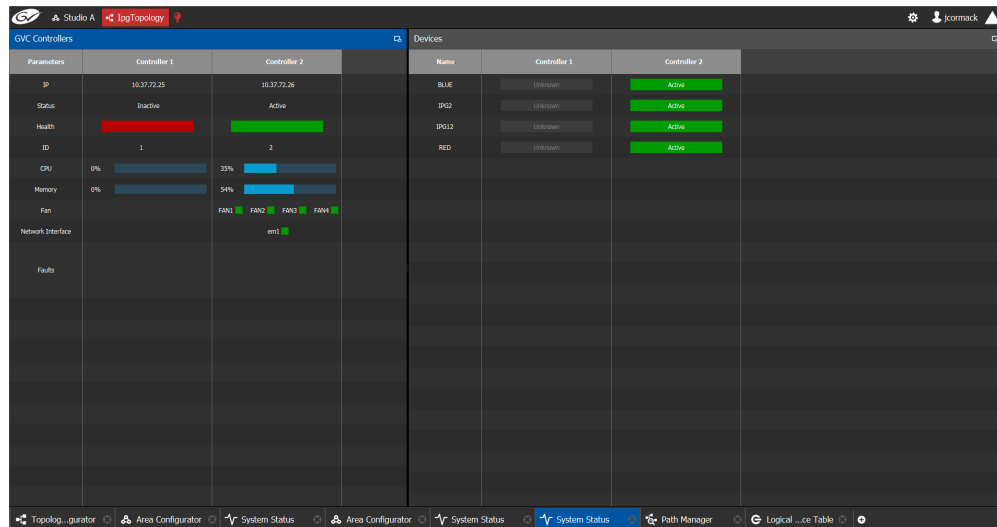 GV Studio A IpgTopology jcormack
GVC Controllers
Devices
Parameters Controller 1 Controller 2
Name Controller 1 Controller 2
IP 10.37.72.25 10.37.72.26
BLUE Unknown Active
Status Inactive Active
IPG2 Unknown Active
Health
IPG12 Unknown Active
ID 1 2
RED Unknown Active
CPU 0% 35%
Memory 0% 54%
Fan FAN1 FAN2 FAN3 FAN4
Network Interface em1
Faults
Topolog...gurator Area Configurator System Status Area Configurator System Status System Status Path Manager Logical ...ce Table